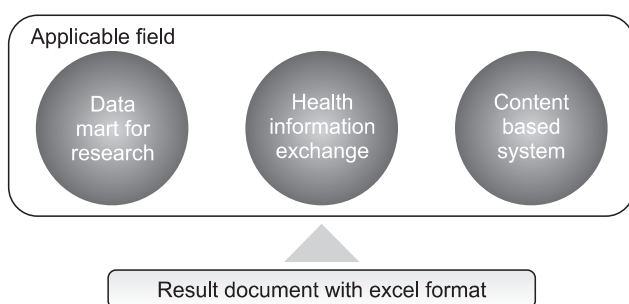 Applicable field
Data
mart for
research
Health
information
exchange
Content
based
system
Result document with excel format